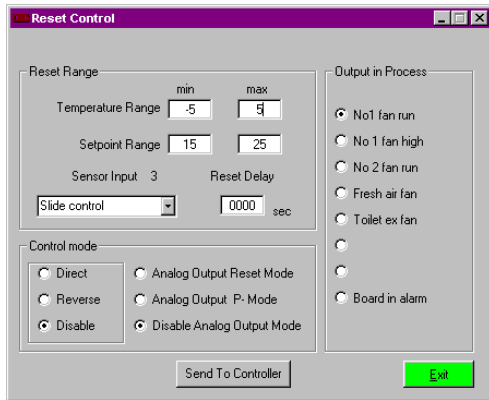 Reset Control
Reset Range
min max
Temperature Range -5 5
Setpoint Range 15 25
Sensor Input 3 Reset Delay
Slide control 0000 sec
Control mode
Direct Analog Output Reset Mode
Reverse Analog Output P- Mode
Disable Disable Analog Output Mode
Output in Process
No1 fan run
No 1 fan high
No 2 fan run
Fresh air fan
Toilet ex fan
Board in alarm
Send To Controller
Exit